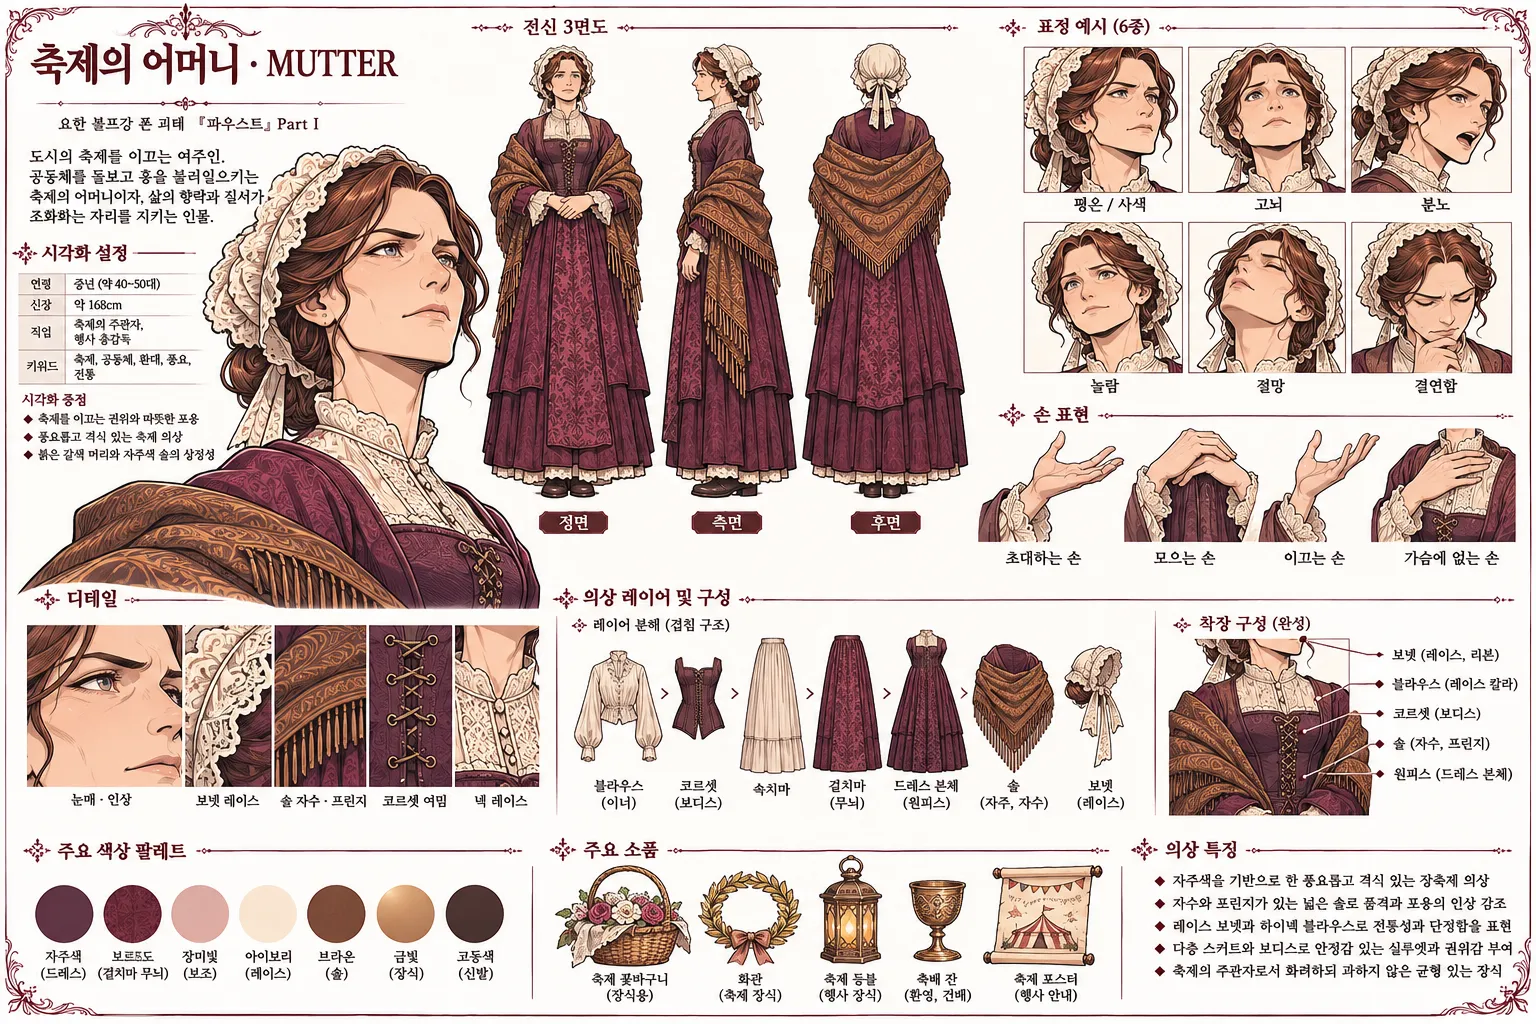 축제의 어머니 · MUTTER
요한 볼프강 폰 괴테 『파우스트』 Part I
도시의 축제를 이끄는 여주인.
공동체를 돌보고 흥을 불러일으키는
축제의 어머니이자, 삶의 향락과 질서가
조화화는 자리를 지키는 인물.
시각화 설정
연령 중년 (약 40~50대)
신장 약 168cm
직업 축제의 주관자,
행사 총감독
키워드 축제, 공동체, 환대, 풍요,
전통
시각화 중점
◆ 축제를 이끄는 권위와 따뜻한 포용
◆ 풍요롭고 격식 있는 축제 의상
◆ 붉은 갈색 머리와 자주색 숄의 상징성
전신 3면도
정면
측면
후면
표정 예시 (6종)
평온 / 사색
고뇌
분노
놀람
절망
결연함
손 표현
초대하는 손
모으는 손
이끄는 손
가슴에 얹는 손
디테일
눈매 · 인상
보넷 레이스
숄 자수 · 프린지
코르셋 여밈
넥 레이스
의상 레이어 및 구성
레이어 분해 (겹침 구조)
블라우스
(이너)
코르셋
(보디스)
속치마
겉치마
(무늬)
드레스 본체
(원피스)
숄
(자주, 자수)
보넷
(레이스)
착장 구성 (완성)
보넷 (레이스, 리본)
블라우스 (레이스 칼라)
코르셋 (보디스)
숄 (자수, 프린지)
원피스 (드레스 본체)
주요 색상 팔레트
자주색
(드레스)
(겉치마 무늬)
장미빛
(보조)
아이보리
(레이스)
브라운
(숄)
금빛
(장식)
고동색
(신발)
주요 소품
축제 꽃바구니
(장식용)
화관
(축제 장식)
축제 등불
(행사 장식)
축배 잔
(환영, 건배)
축제 포스터
(행사 안내)
의상 특징
◆ 자주색을 기반으로 한 풍요롭고 격식 있는 장축제 의상
◆ 자수와 프린지가 있는 넓은 숄로 품격과 포용의 인상 강조
◆ 레이스 보넷과 하이넥 블라우스로 전통성과 단정함을 표현
◆ 다층 스커트와 보디스로 안정감 있는 실루엣과 권위감 부여
◆ 축제의 주관자로서 화려하되 과하지 않은 균형 있는 장식